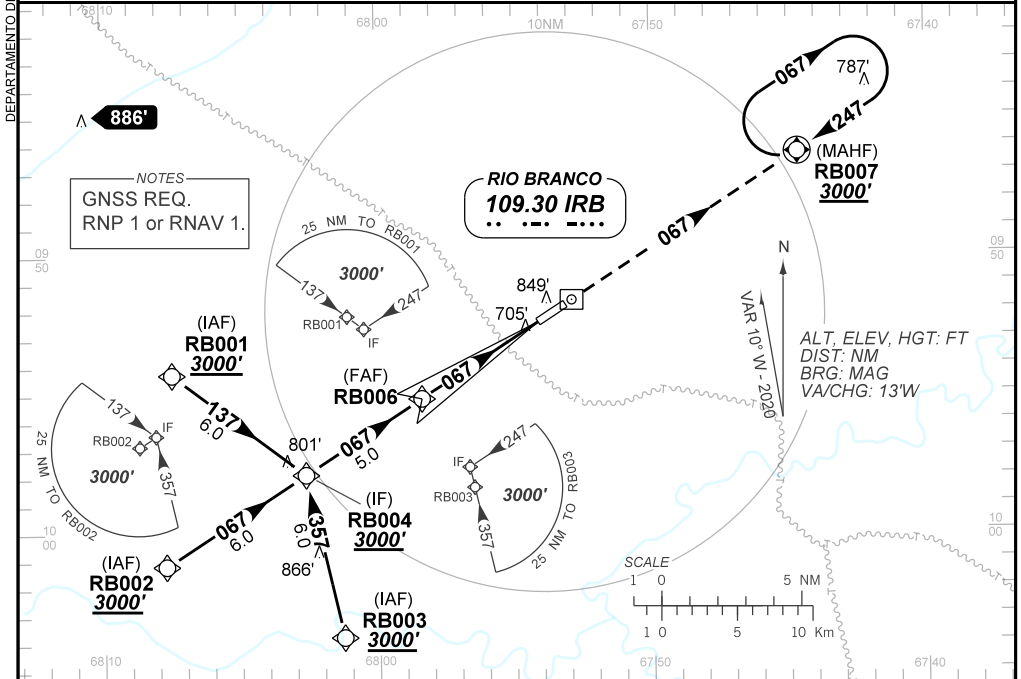 DEPARTAMENTO DE
68/10
68/00
10NM
67/50
67/40
886'
787'
067
247
(MAHF)
RB007
3000'
NOTES
GNSS REQ.
RNP 1 or RNAV 1.
RIO BRANCO
109.30 IRB
067
25 NM TO RB001
3000'
137
247
RB001
IF
N
VAR 10° W - 2020
09
50
09
50
849'
705'
ALT, ELEV, HGT: FT
DIST: NM
BRG: MAG
VA/CHG: 13'W
(IAF)
RB001
3000'
(FAF)
RB006
067
137
6.0
801'
067
5.0
137
IF
RB002
3000'
357
25 NM TO RB002
247
IF
RB003
3000'
357
25 NM TO RB003
(IF)
RB004
3000'
067
6.0
357
6.0
866'
10
00
10
00
(IAF)
RB002
3000'
(IAF)
RB003
3000'
SCALE
1 0 5 NM
1 0 5 10 Km
68/10
68/00
67/50
67/40